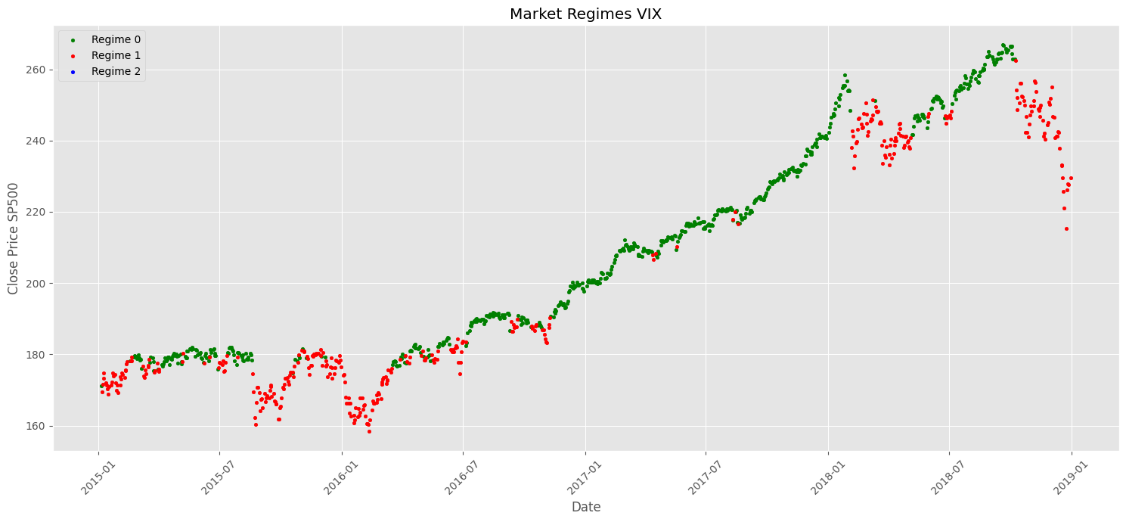 Market Regimes VIX
Regime 0
Regime 1
Regime 2
Close Price SP500
260
240
220
200
180
160
2015-01
2015-07
2016-01
2016-07
2017-01
2017-07
2018-01
2018-07
2019-01
Date